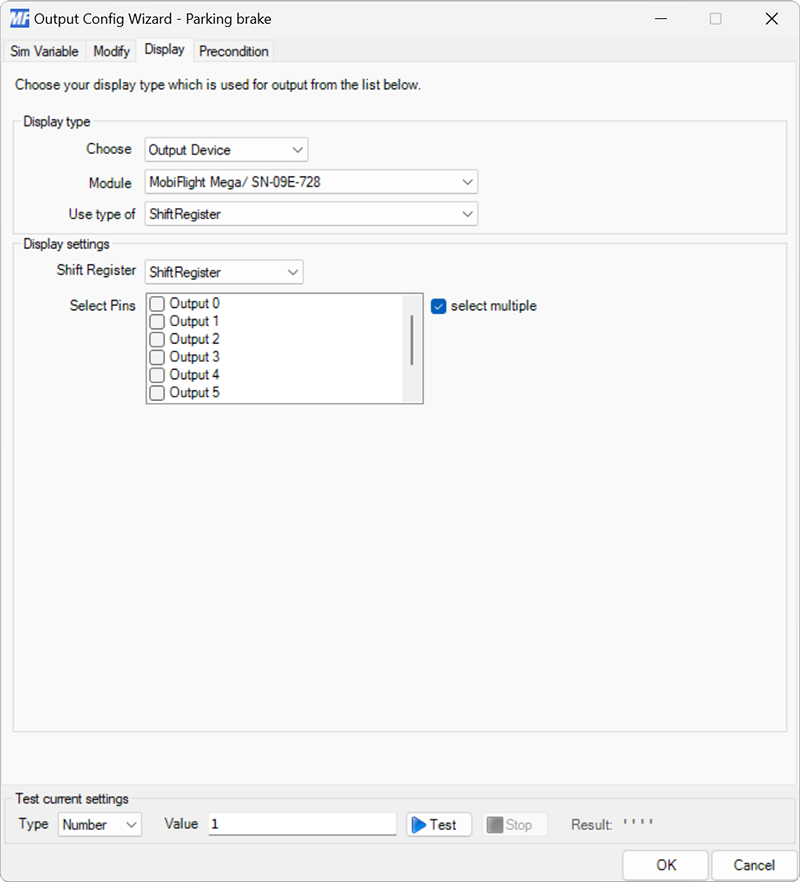 MF Output Config Wizard - Parking brake
Sim Variable Modify Display Precondition
Choose your display type which is used for output from the list below.
Display type
Choose Output Device
Module MobiFlight Mega/ SN-09E-728
Use type of ShiftRegister
Display settings
Shift Register ShiftRegister
Select Pins Output 0 select multiple
Output 1
Output 2
Output 3
Output 4
Output 5
Test current settings
Type Number Value 1 Test Stop Result: ' ' ' '
OK Cancel